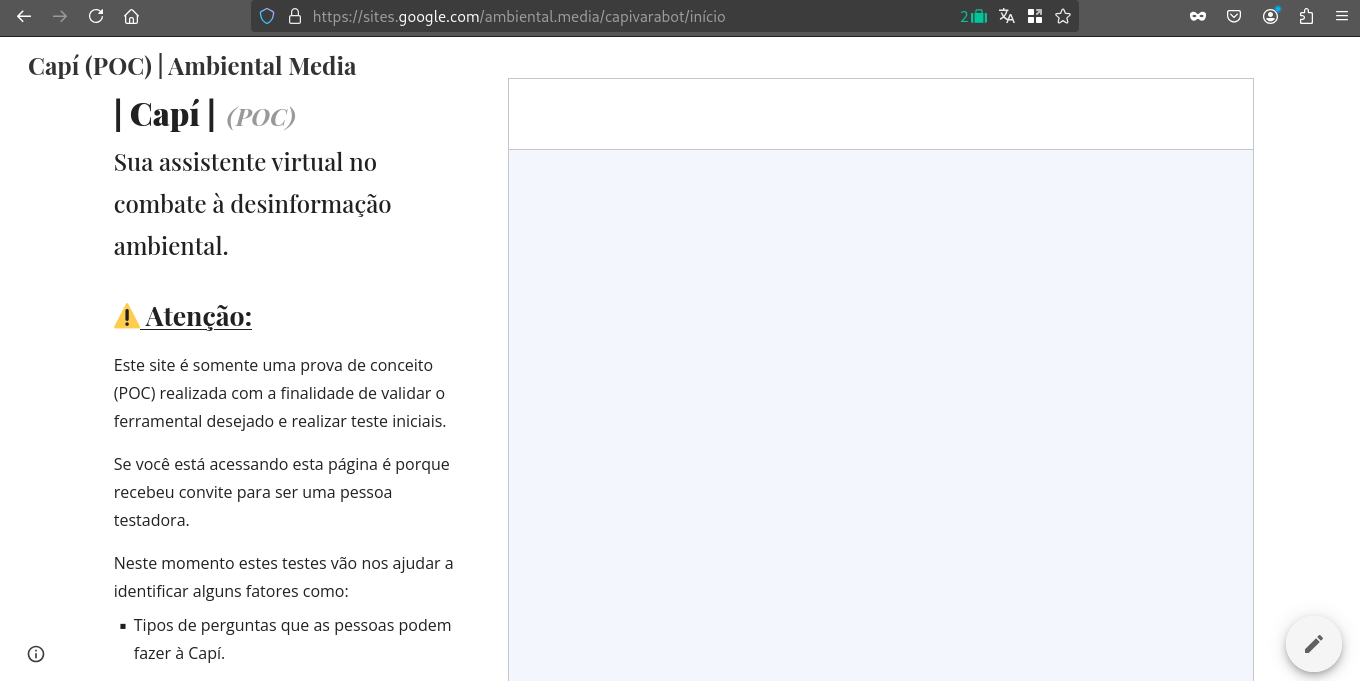 https://sites.google.com/ambiental.media/capivarabot/início
2
Capí (POC) | Ambiental Media
| Capí | (POC)
Sua assistente virtual no
combate à desinformação
ambiental.
⚠️ Atenção:
Este site é somente uma prova de conceito
(POC) realizada com a finalidade de validar o
ferramental desejado e realizar teste iniciais.
Se você está acessando esta página é porque
recebeu convite para ser uma pessoa
testadora.
Neste momento estes testes vão nos ajudar a
identificar alguns fatores como:
▪ Tipos de perguntas que as pessoas podem
fazer à Capí.